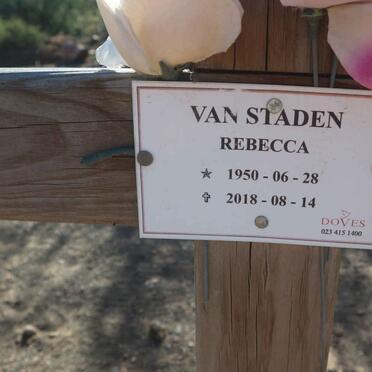 VAN STADEN
REBECCA
★ 1950 - 06 - 28
✞ 2018 - 08 - 14
DOVES
023 415 1400